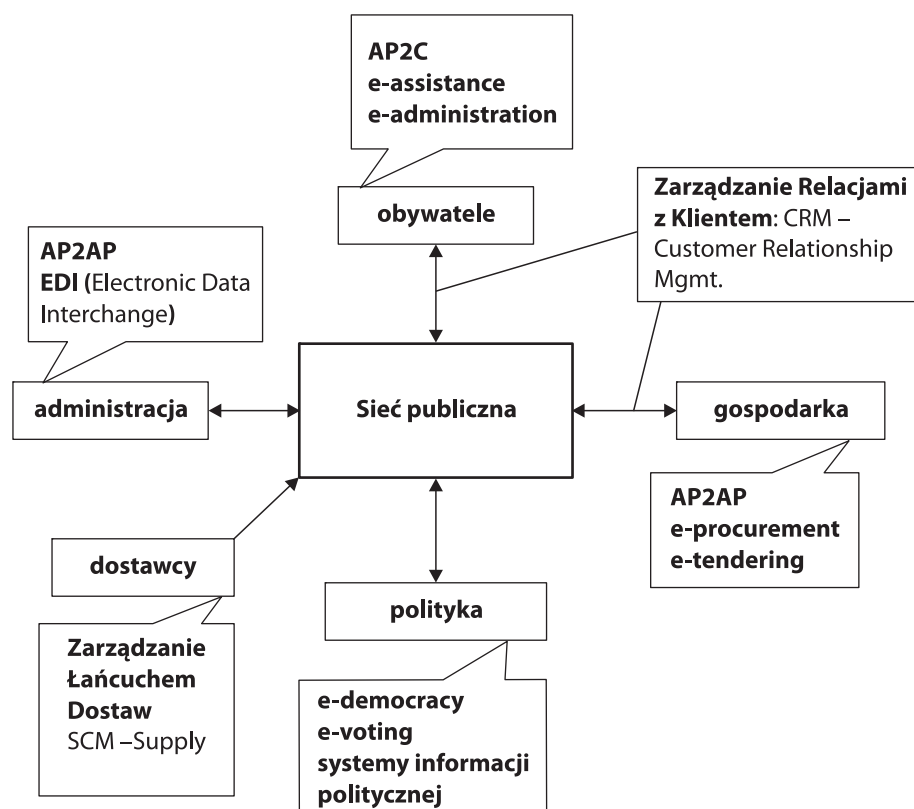 AP2C
e-assistance
e-administration
obywatele
Zarządzanie Relacjami
z Klientem: CRM –
Customer Relationship
Mgmt.
AP2AP
EDI (Electronic Data
Interchange)
administracja
Sieć publiczna
gospodarka
AP2AP
e-procurement
e-tendering
dostawcy
Zarządzanie
Łańcuchem
Dostaw
SCM –Supply
polityka
e-democracy
e-voting
systemy informacji
politycznej